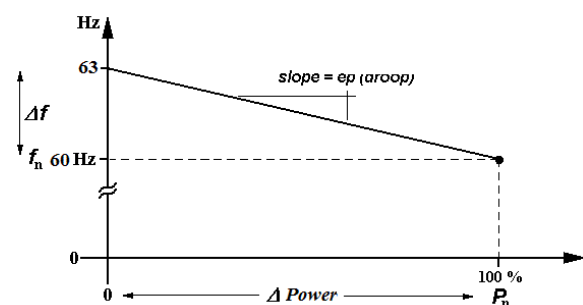 Hz
63
slope = ep (droop)
Δf
fn 60 Hz
0
0
100 %
Δ Power
Pn